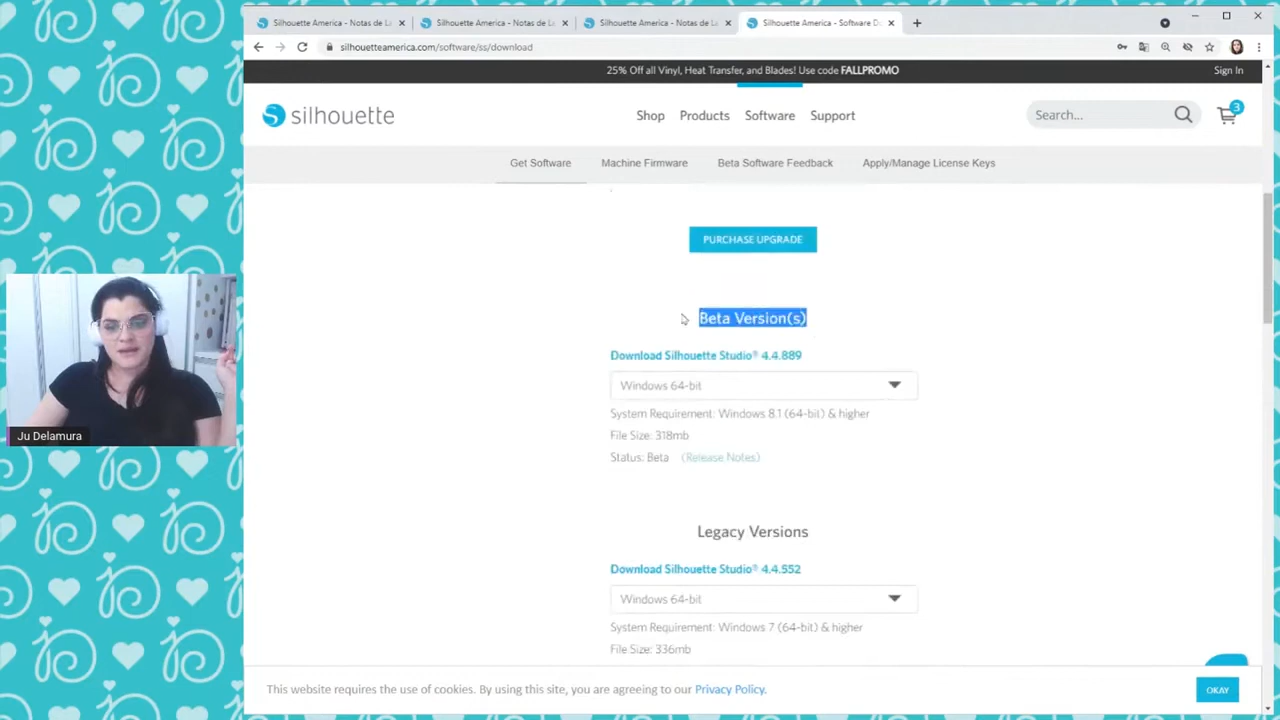 Silhouette America - Notas de La
Silhouette America - Notas de La
Silhouette America - Notas de La
Silhouette America - Software Do
silhouetteamerica.com/software/ss/download
25% Off all Vinyl, Heat Transfer, and Blades! Use code FALLPROMO
Sign In
silhouette
Shop Products Software Support
Search...
3
Get Software Machine Firmware Beta Software Feedback Apply/Manage License Keys
PURCHASE UPGRADE
Beta Version(s)
Download Silhouette Studio® 4.4.889
Windows 64-bit
System Requirement: Windows 8.1 (64-bit) & higher
File Size: 318mb
Status: Beta (Release Notes)
Legacy Versions
Download Silhouette Studio® 4.4.552
Windows 64-bit
System Requirement: Windows 7 (64-bit) & higher
File Size: 336mb
This website requires the use of cookies. By using this site, you are agreeing to our Privacy Policy.
OKAY
Ju Delamura